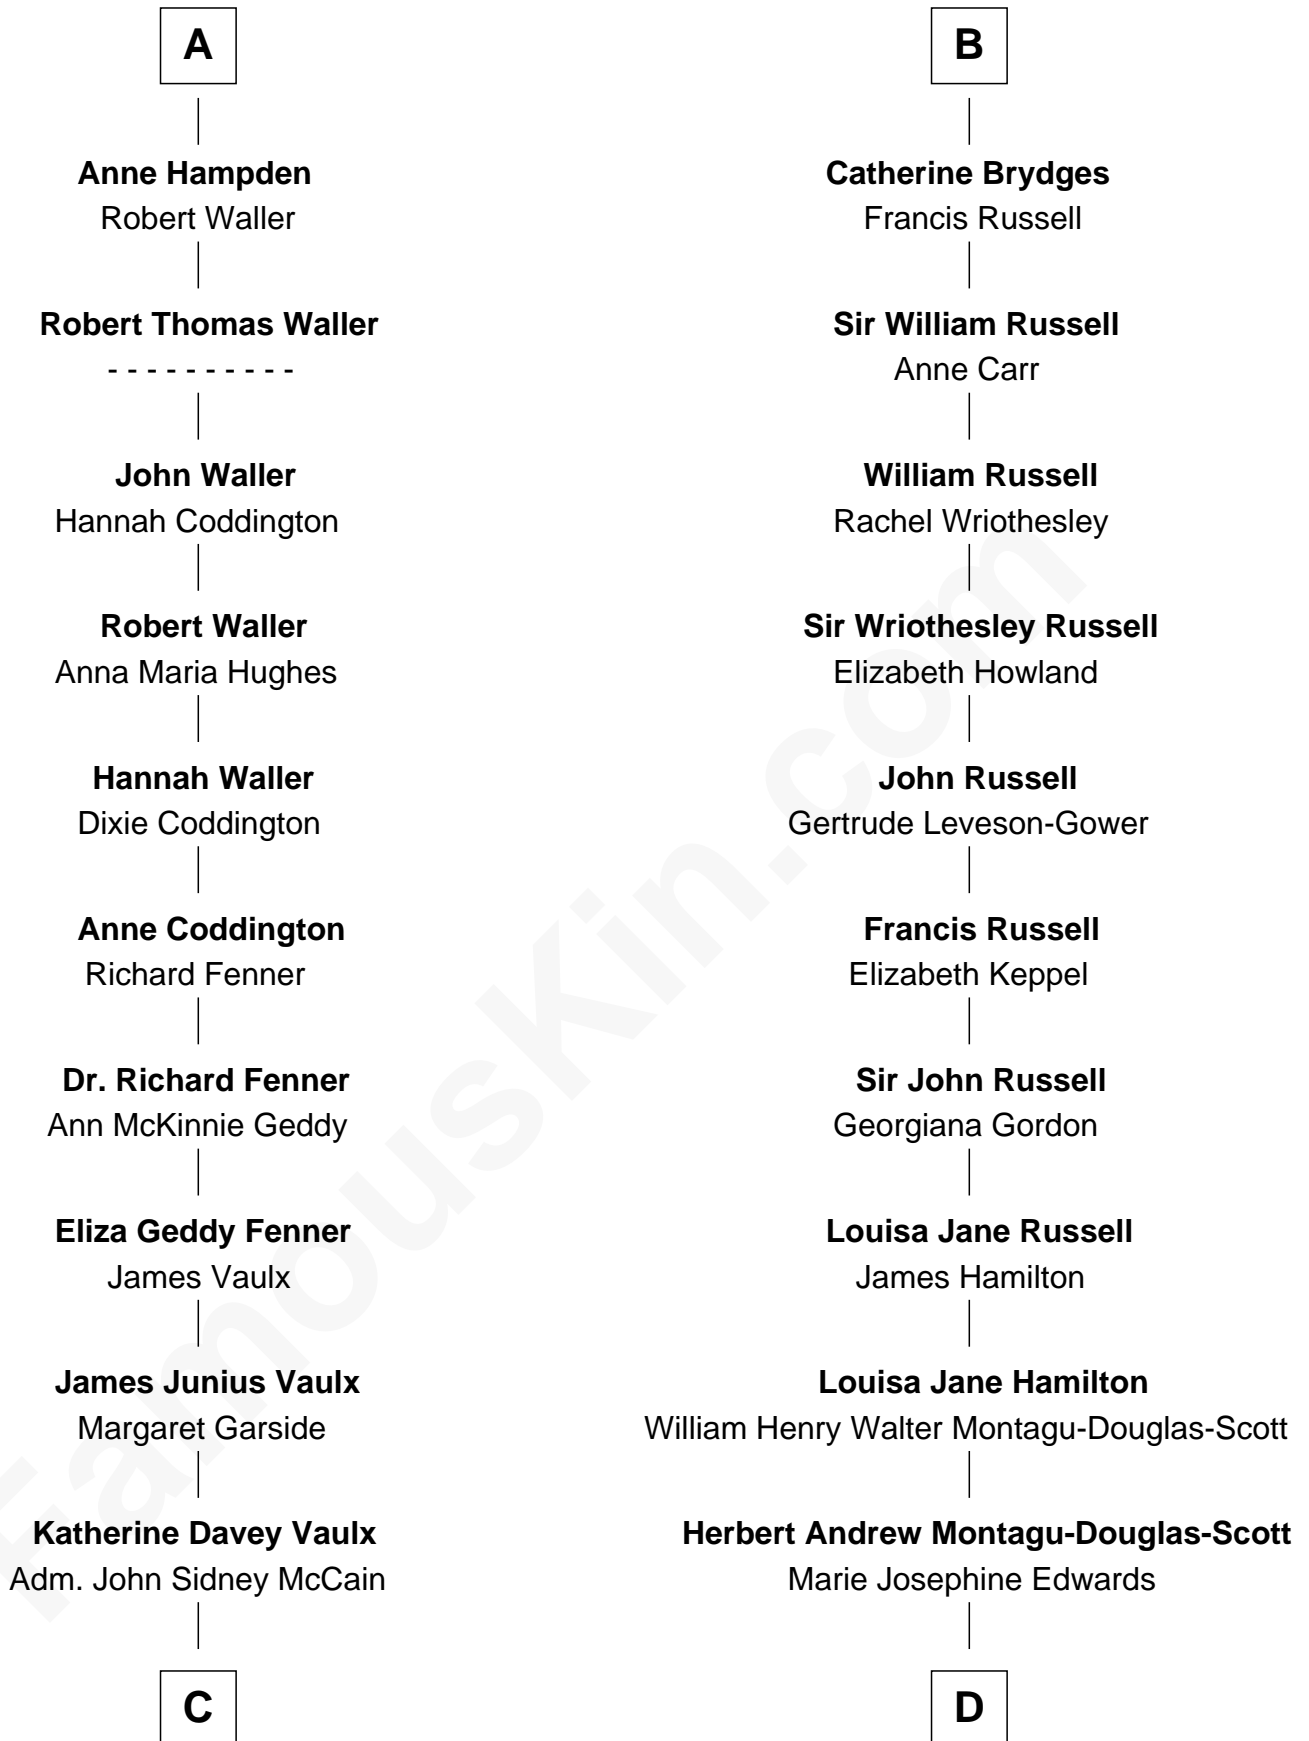 A
Anne Hampden
Robert Waller
Robert Thomas Waller
- - - - - - - - - -
John Waller
Hannah Coddington
Robert Waller
Anna Maria Hughes
Hannah Waller
Dixie Coddington
Anne Coddington
Richard Fenner
Dr. Richard Fenner
Ann McKinnie Geddy
Eliza Geddy Fenner
James Vaulx
James Junius Vaulx
Margaret Garside
Katherine Davey Vaulx
Adm. John Sidney McCain
C
B
Catherine Brydges
Francis Russell
Sir William Russell
Anne Carr
William Russell
Rachel Wriothesley
Sir Wriothesley Russell
Elizabeth Howland
John Russell
Gertrude Leveson-Gower
Francis Russell
Elizabeth Keppel
Sir John Russell
Georgiana Gordon
Louisa Jane Russell
James Hamilton
Louisa Jane Hamilton
William Henry Walter Montagu-Douglas-Scott
Herbert Andrew Montagu-Douglas-Scott
Marie Josephine Edwards
D
FamousKin.com